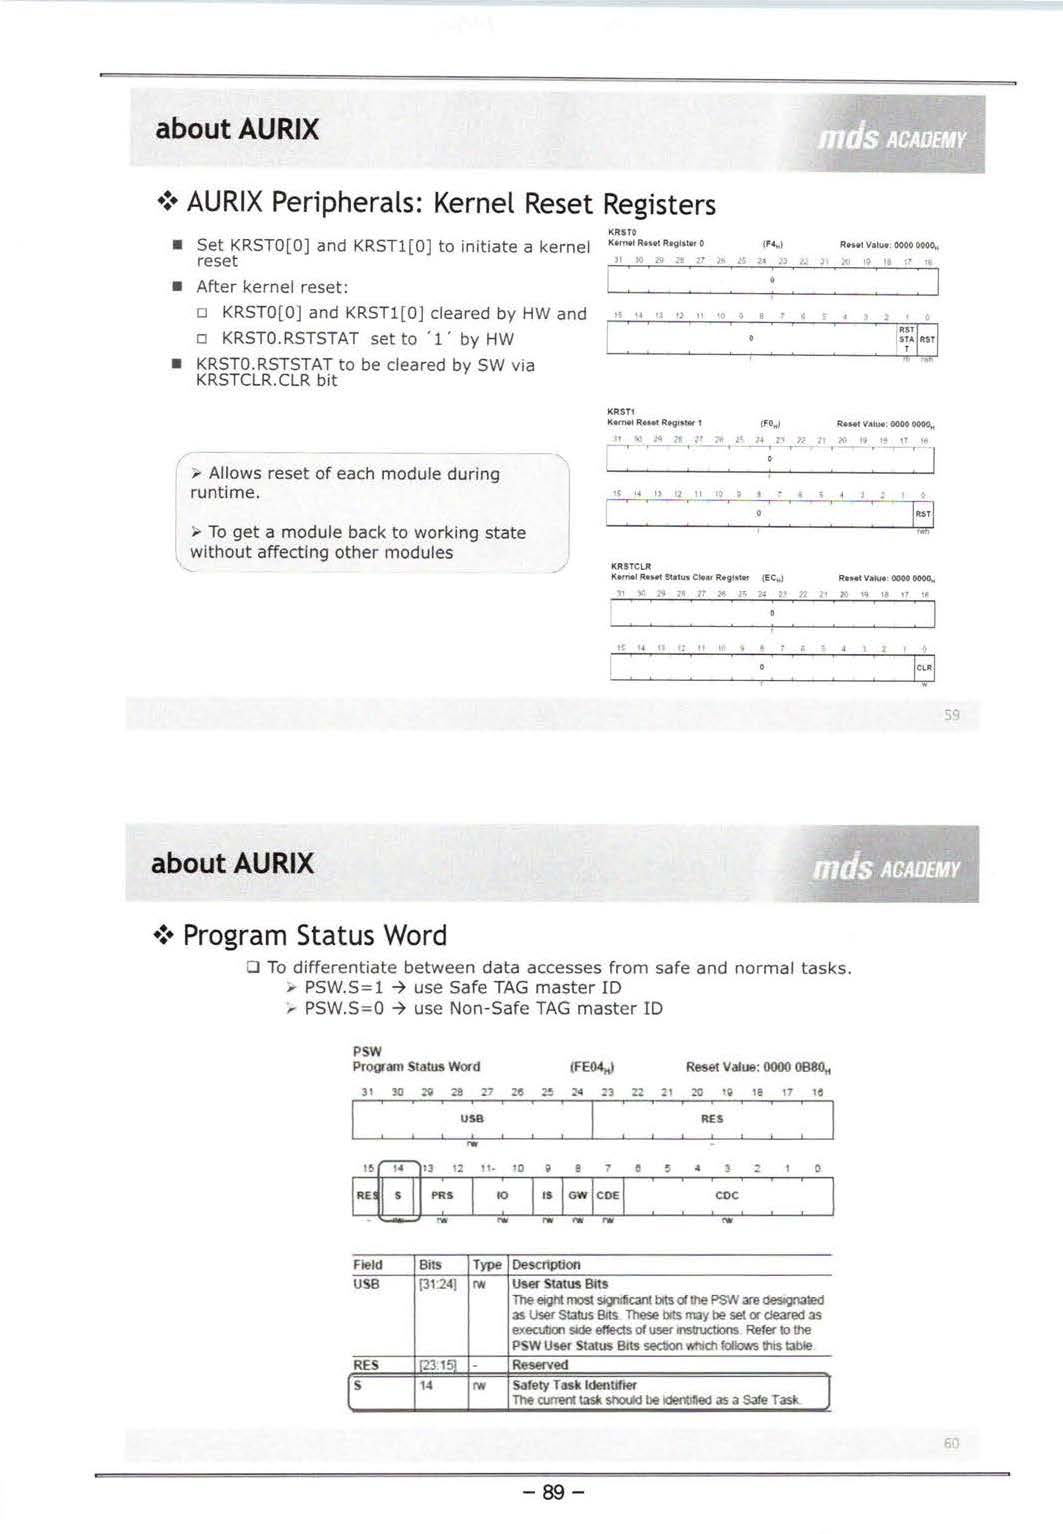 about AURIX
mds ACADEMY
❖ AURIX Peripherals: Kernel Reset Registers
■ Set KRST0[0] and KRST1[0] to initiate a kernel
reset
■ After kernel reset:
□ KRST0[0] and KRST1[0] cleared by HW and
□ KRST0.RSTSTAT set to ´1´ by HW
■ KRST0.RSTSTAT to be cleared by SW via
KRSTCLR.CLR bit
➢ Allows reset of each module during
runtime.
➢ To get a module back to working state
without affecting other modules
KRST0
Kernel Reset Register 0 (F4H) Reset Value: 0000 0000H
31 30 29 28 27 26 25 24 23 22 21 20 19 18 17 16
0
r
15 14 13 12 11 10 9 8 7 6 5 4 3 2 1 0
0 RST STA T RST
r rh rwh
KRST1
Kernel Reset Register 1 (F0H) Reset Value: 0000 0000H
31 30 29 28 27 26 25 24 23 22 21 20 19 18 17 16
0
r
15 14 13 12 11 10 9 8 7 6 5 4 3 2 1 0
0 RST
r rwh
KRSTCLR
Kernel Reset Status Clear Register (ECH) Reset Value: 0000 0000H
31 30 29 28 27 26 25 24 23 22 21 20 19 18 17 16
0
r
15 14 13 12 11 10 9 8 7 6 5 4 3 2 1 0
0 CLR
r w
59
about AURIX
mds ACADEMY
❖ Program Status Word
□ To differentiate between data accesses from safe and normal tasks.
➢ PSW.S=1 → use Safe TAG master ID
➢ PSW.S=0 → use Non-Safe TAG master ID
PSW
Program Status Word (FE04H) Reset Value: 0000 0B80H
31 30 29 28 27 26 25 24 23 22 21 20 19 18 17 16
USB RES
rw -
15 14 13 12 11- 10 9 8 7 6 5 4 3 2 1 0
RES S PRS IO IS GW CDE CDC
- rw rw rw rw rw rw rw
Field Bits Type Description
USB [31:24] rw User Status Bits
The eight most significant bits of the PSW are designated
as User Status Bits. These bits may be set or cleared as
execution side effects of user instructions. Refer to the
PSW User Status Bits section which follows this table.
RES [23:15] - Reserved
S 14 rw Safety Task Identifier
The current task should be identified as a Safe Task.
60
- 89 -